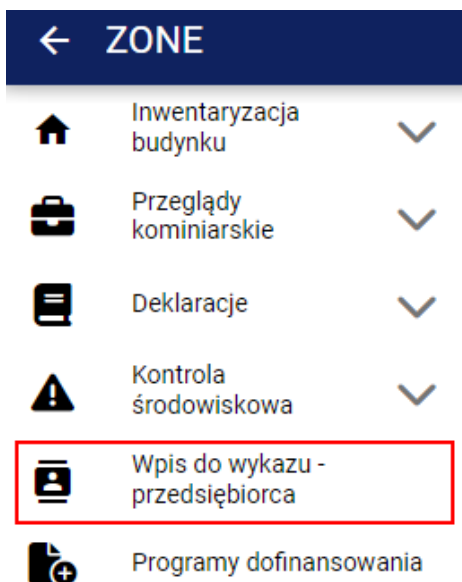 ZONE
Inwentaryzacja
budynku
Przeglądy
kominiarskie
Deklaracje
Kontrola
środowiskowa
Wpis do wykazu -
przedsiębiorca
Programy dofinansowania